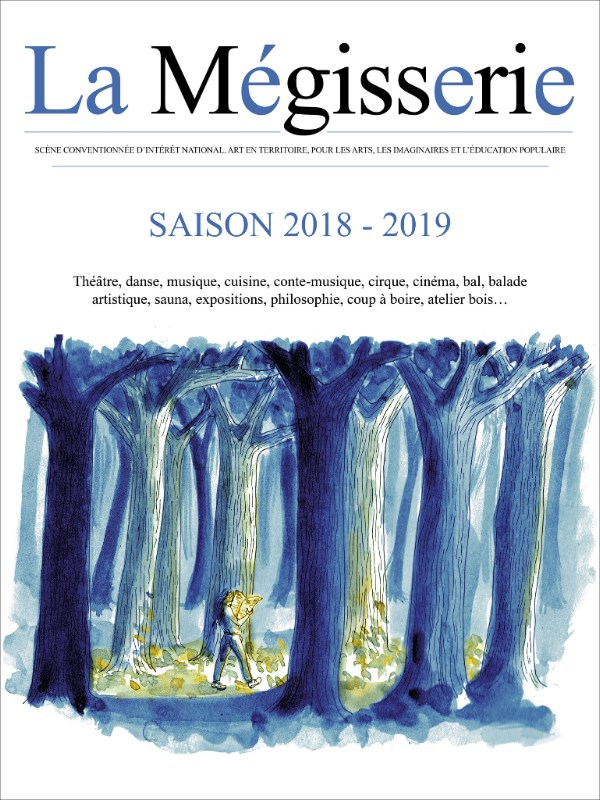 La Mégisserie
SCÈNE CONVENTIONNÉE D'INTÉRÊT NATIONAL, ART EN TERRITOIRE, POUR LES ARTS, LES IMAGINAIRES ET L'ÉDUCATION POPULAIRE
SAISON 2018 - 2019
Théâtre, danse, musique, cuisine, conte-musique, cirque, cinéma, bal, balade
artistique, sauna, expositions, philosophie, coup à boire, atelier bois…